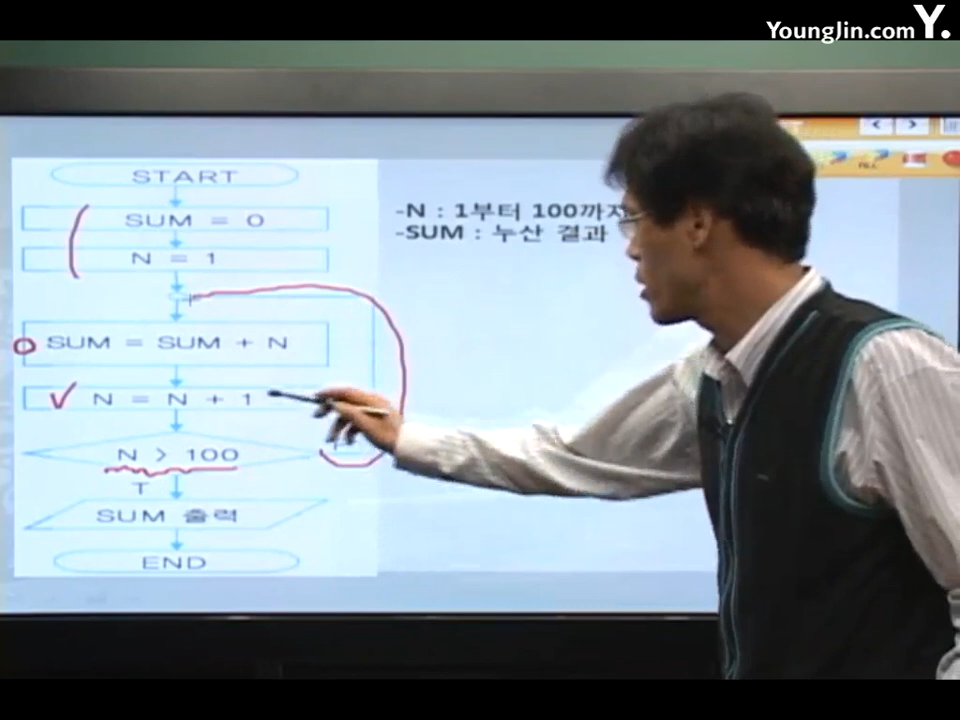 YoungJin.com Y.
START
SUM = 0
N = 1
SUM = SUM + N
N = N + 1
N > 100
T
SUM 출력
END
-N : 1부터 100까지
-SUM : 누산 결과
ALL